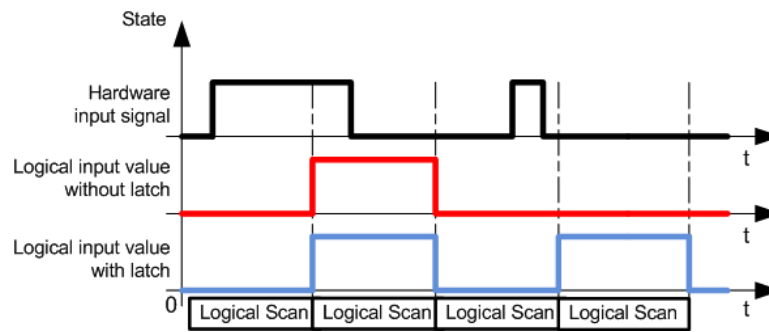 State
Hardware
input signal
t
Logical input value
without latch
t
Logical input value
with latch
0
t
Logical Scan Logical Scan Logical Scan Logical Scan